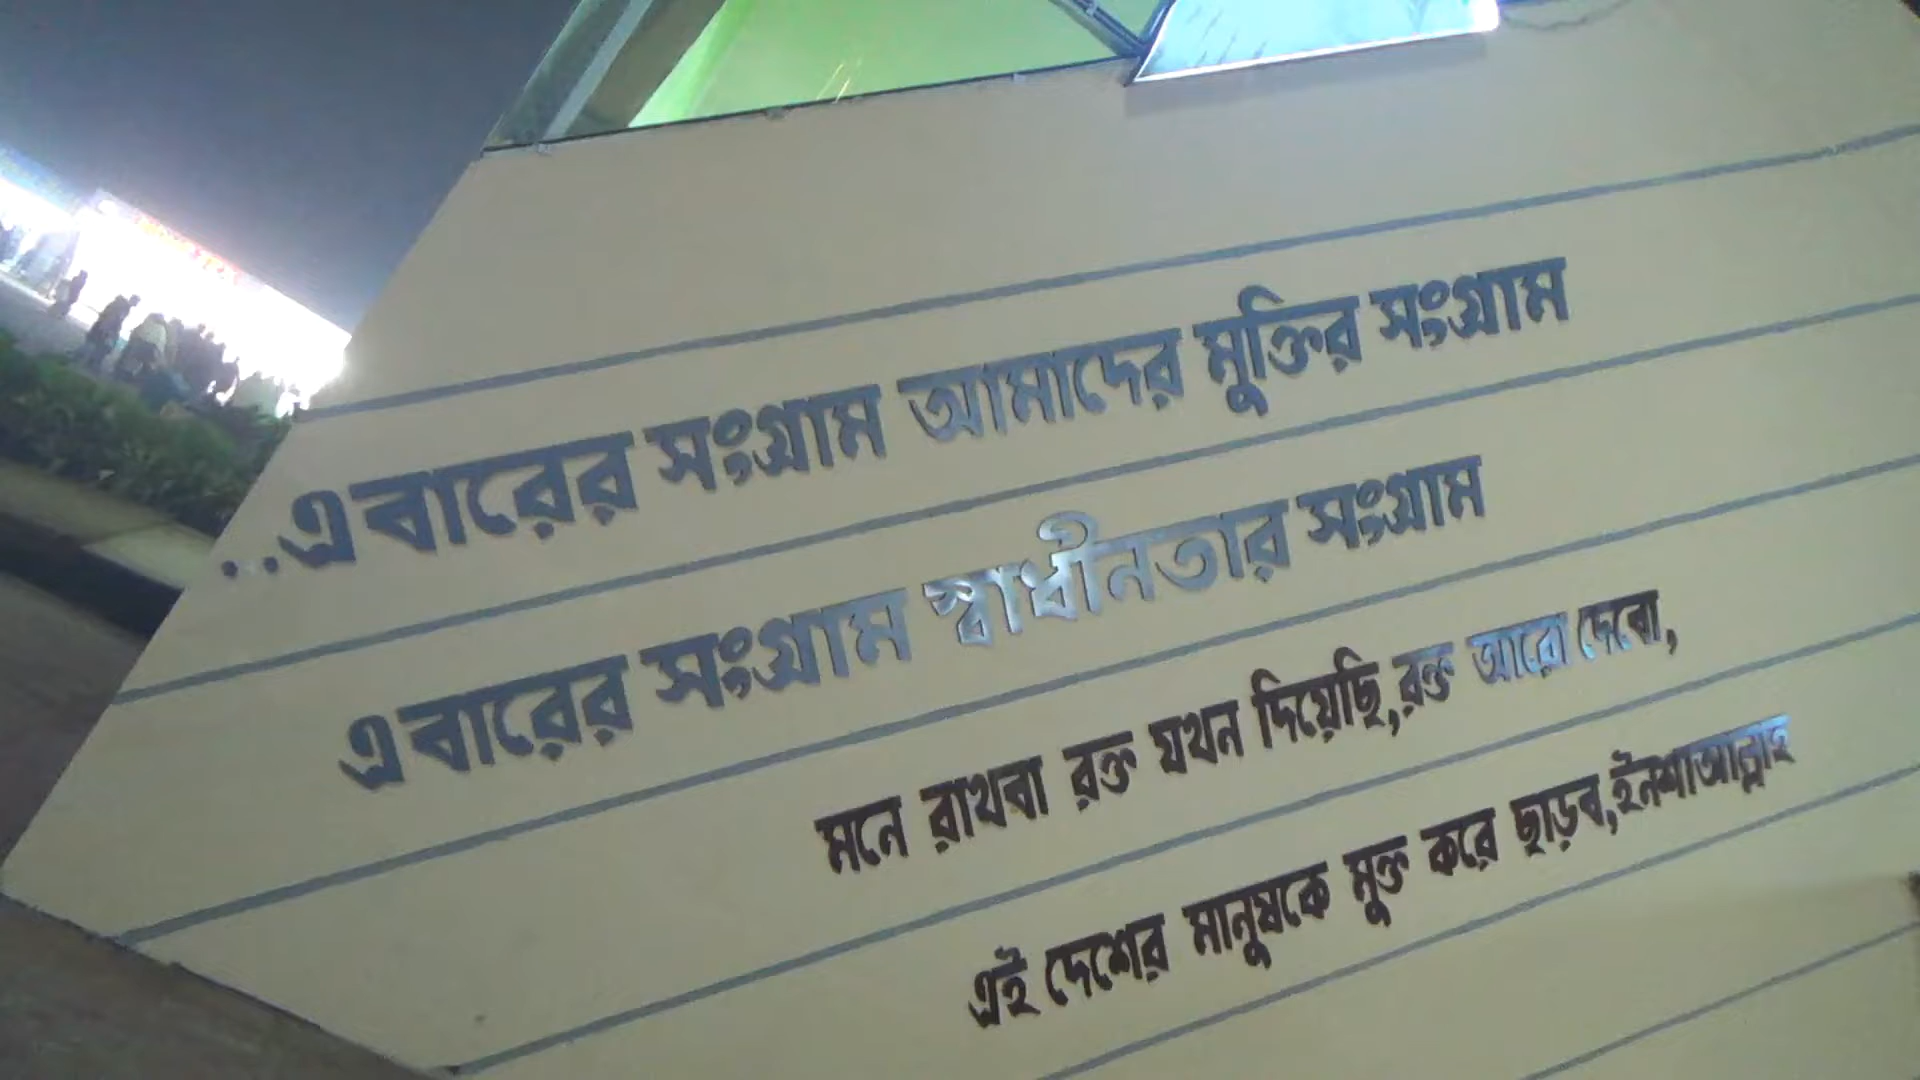 ..এবারের সংগ্রাম আমাদের মুক্তির সংগ্রাম
এবারের সংগ্রাম স্বাধীনতার সংগ্রাম
মনে রাখবা রক্ত যখন দিয়েছি,রক্ত আরো দেবো,
এই দেশের মানুষকে মুক্ত করে ছাড়ব,ইনশাআল্লাহ